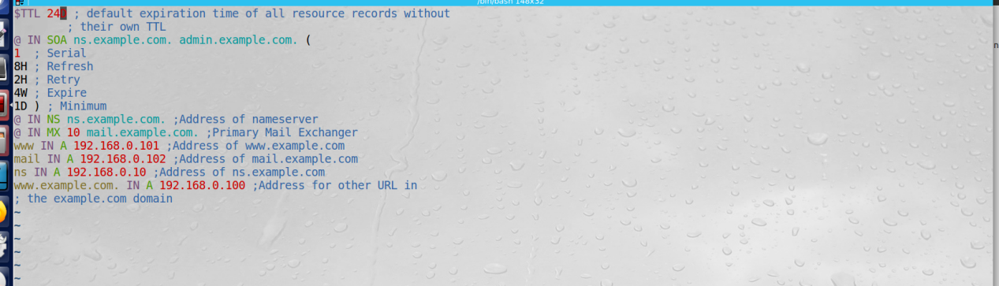 /bin/bash 148x32
$TTL 240 ; default expiration time of all resource records without
; their own TTL
@ IN SOA ns.example.com. admin.example.com. (
1 ; Serial
8H ; Refresh
2H ; Retry
4W ; Expire
1D ) ; Minimum
@ IN NS ns.example.com. ;Address of nameserver
@ IN MX 10 mail.example.com. ;Primary Mail Exchanger
www IN A 192.168.0.101 ;Address of www.example.com
mail IN A 192.168.0.102 ;Address of mail.example.com
ns IN A 192.168.0.10 ;Address of ns.example.com
www.example.com. IN A 192.168.0.100 ;Address for other URL in
; the example.com domain
~
~
~
~
~
~